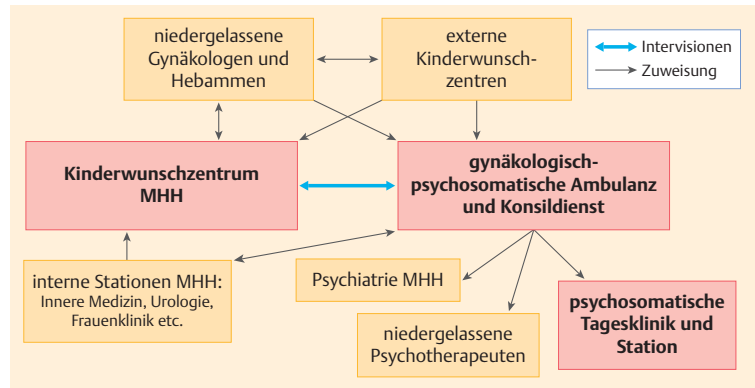 niedergelassene
Gynäkologen und
Hebammen
externe
Kinderwunsch-
zentren
Intervisionen
Zuweisung
Kinderwunschzentrum
MHH
gynäkologisch-
psychosomatische Ambulanz
und Konsildienst
interne Stationen MHH:
Innere Medizin, Urologie,
Frauenklinik etc.
Psychiatrie MHH
niedergelassene
Psychotherapeuten
psychosomatische
Tagesklinik und
Station